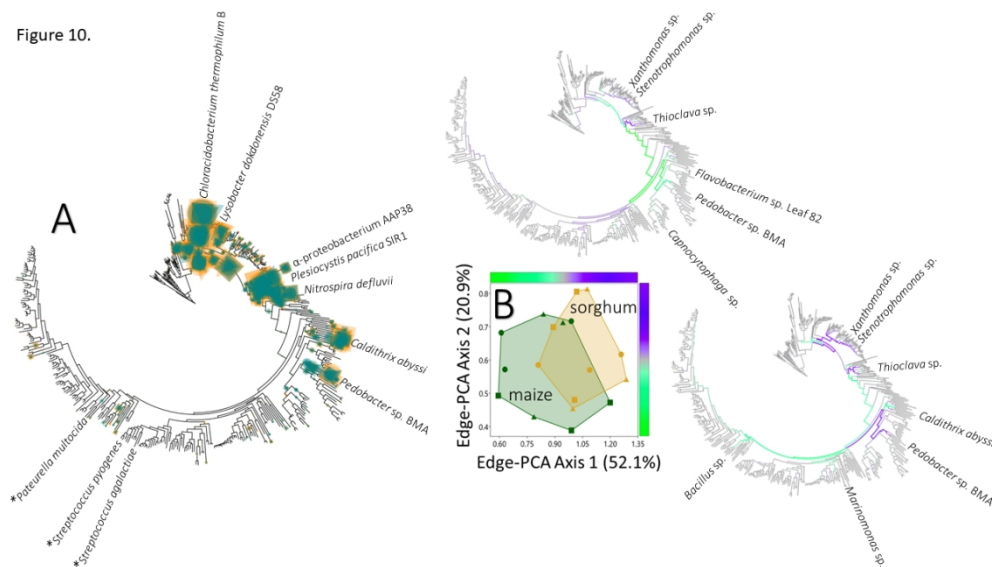 Figure 10.
A
Chloracidobacterium thermophilum B
Lysobacter dokdonensis DS58
α-proteobacterium AAP38
Plesiocystis pacifica SIR1
Nitrospira defluvii
Caldithrix abyssi
Pedobacter sp. BMA
*Pateurella multocida
*Streptococcus pyogenes
*Streptococcus agalactiae
Xanthomonas sp.
Stenotrophomonas sp.
Thioclava sp.
Flavobacterium sp. Leaf 82
Pedobacter sp. BMA
Capnocytophaga sp.
B
sorghum
maize
Edge-PCA Axis 2 (20.9%)
0.8
0.7
0.6
0.5
0.4
0.60 0.75 0.90 1.05 1.20 1.35
Edge-PCA Axis 1 (52.1%)
Xanthomonas sp.
Stenotrophomonas sp.
Thioclava sp.
Caldithrix abyssi
Pedobacter sp. BMA
Marinomonas sp.
Bacillus sp.